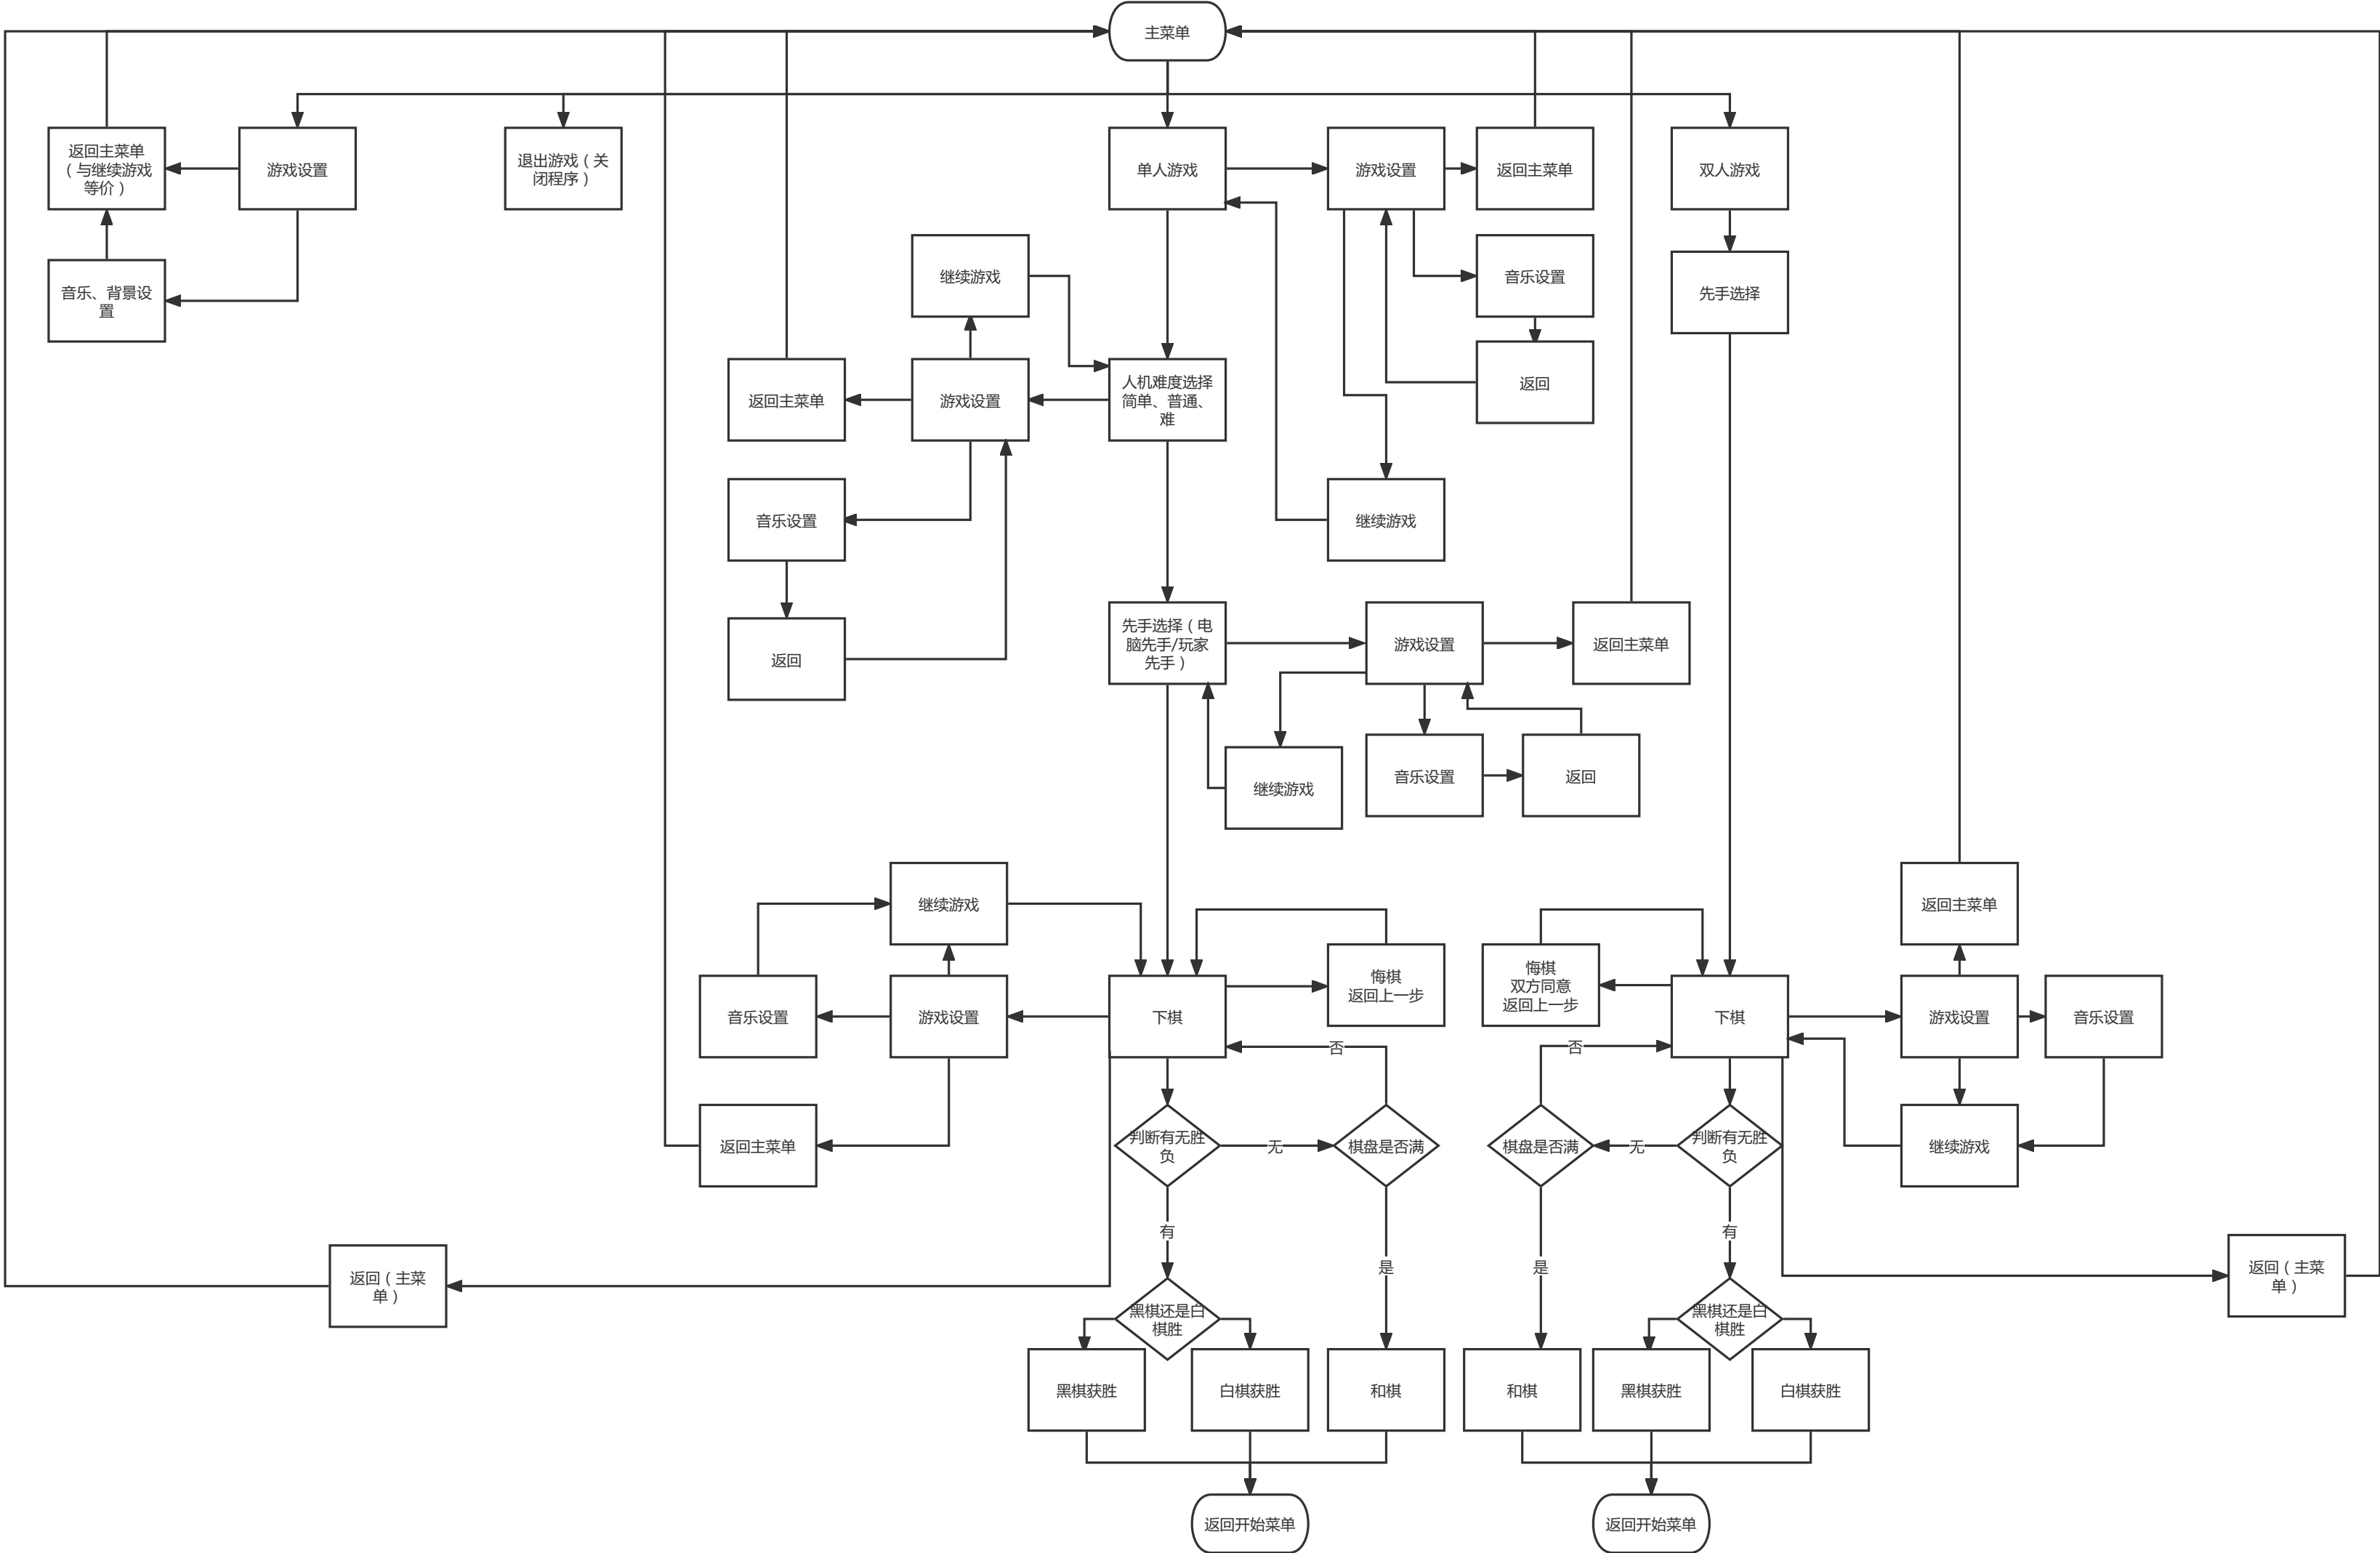 主菜单
返回主菜单
（与继续游戏
等价）
游戏设置
退出游戏（关
闭程序）
单人游戏
游戏设置
返回主菜单
双人游戏
音乐、背景设
置
继续游戏
音乐设置
先手选择
返回主菜单
游戏设置
人机难度选择
简单、普通、
难
返回
音乐设置
继续游戏
返回
先手选择（电
脑先手/玩家
先手）
游戏设置
返回主菜单
继续游戏
音乐设置
返回
继续游戏
返回主菜单
音乐设置
游戏设置
下棋
悔棋
返回上一步
悔棋
双方同意
返回上一步
下棋
游戏设置
音乐设置
否
否
返回主菜单
判断有无胜
负
无
棋盘是否满
棋盘是否满
无
判断有无胜
负
继续游戏
有
是
是
有
返回（主菜
单）
返回（主菜
单）
黑棋还是白
棋胜
黑棋还是白
棋胜
黑棋获胜
白棋获胜
和棋
和棋
黑棋获胜
白棋获胜
返回开始菜单
返回开始菜单